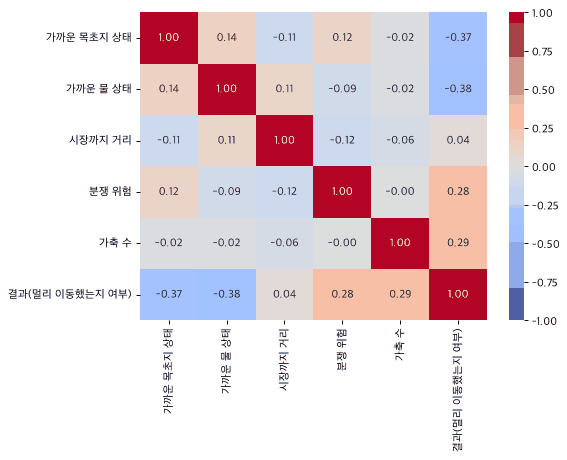 가까운 목초지 상태 1.00 0.14 -0.11 0.12 -0.02 -0.37
가까운 물 상태 0.14 1.00 0.11 -0.09 -0.02 -0.38
시장까지 거리 -0.11 0.11 1.00 -0.12 -0.06 0.04
분쟁 위험 0.12 -0.09 -0.12 1.00 -0.00 0.28
가축 수 -0.02 -0.02 -0.06 -0.00 1.00 0.29
결과(멀리 이동했는지 여부) -0.37 -0.38 0.04 0.28 0.29 1.00
가까운 목초지 상태
가까운 물 상태
시장까지 거리
분쟁 위험
가축 수
결과(멀리 이동했는지 여부)
1.00
0.75
0.50
0.25
0.00
-0.25
-0.50
-0.75
-1.00